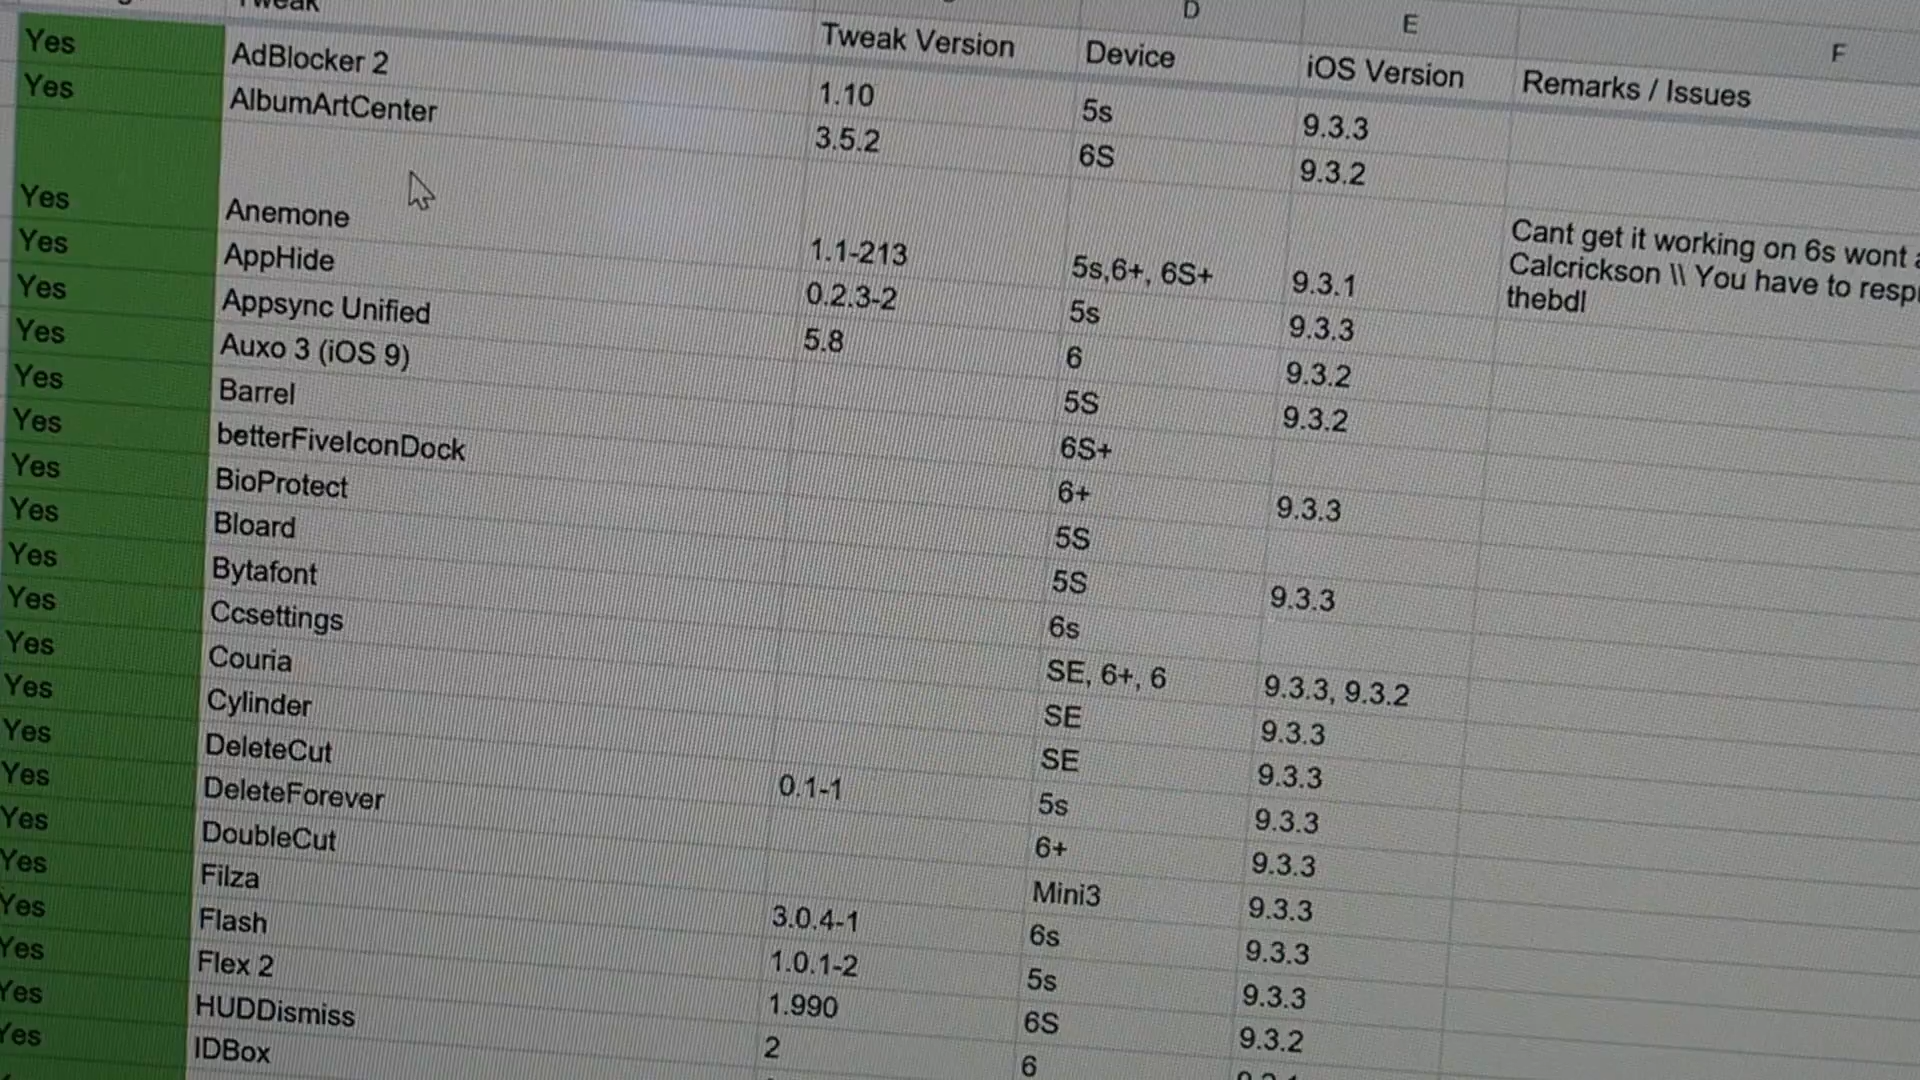 D E F
Tweak Tweak Version Device iOS Version Remarks / Issues
Yes AdBlocker 2 1.10 5s 9.3.3
Yes AlbumArtCenter 3.5.2 6S 9.3.2
Cant get it working on 6s wont
Calcrickson \\ You have to
Yes Anemone 1.1-213 5s,6+, 6S+ 9.3.1 thebdl
Yes AppHide 0.2.3-2 5s 9.3.3
Yes Appsync Unified 5.8 6 9.3.2
Yes Auxo 3 (iOS 9) 5S 9.3.2
Yes Barrel 6S+
Yes betterFiveIconDock 6+ 9.3.3
Yes BioProtect 5S
Yes Bloard 5S 9.3.3
Yes Bytafont 6s
Yes Ccsettings SE, 6+, 6 9.3.3, 9.3.2
Yes Couria SE 9.3.3
Yes Cylinder SE 9.3.3
Yes DeleteCut 0.1-1 5s 9.3.3
Yes DeleteForever 6+ 9.3.3
Yes DoubleCut Mini3 9.3.3
Yes Filza 3.0.4-1 6s 9.3.3
Yes Flash 1.0.1-2 5s 9.3.3
Yes Flex 2 1.990 6S 9.3.2
Yes HUDDismiss 2 6
Yes IDBox